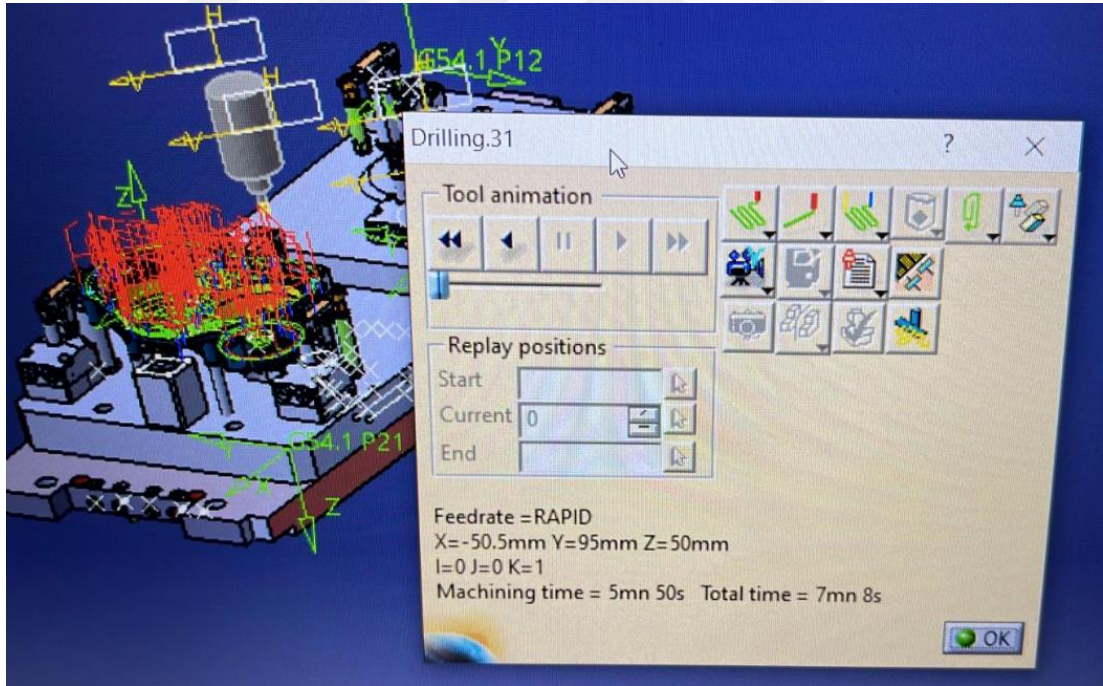 G54.1 P12
Y
Z
G54.1 P21
X
Z
Drilling.31
?
Tool animation
Replay positions
Start
Current 0
End
Feedrate =RAPID
X=-50.5mm Y=95mm Z=50mm
I=0 J=0 K=1
Machining time = 5mn 50s Total time = 7mn 8s
OK